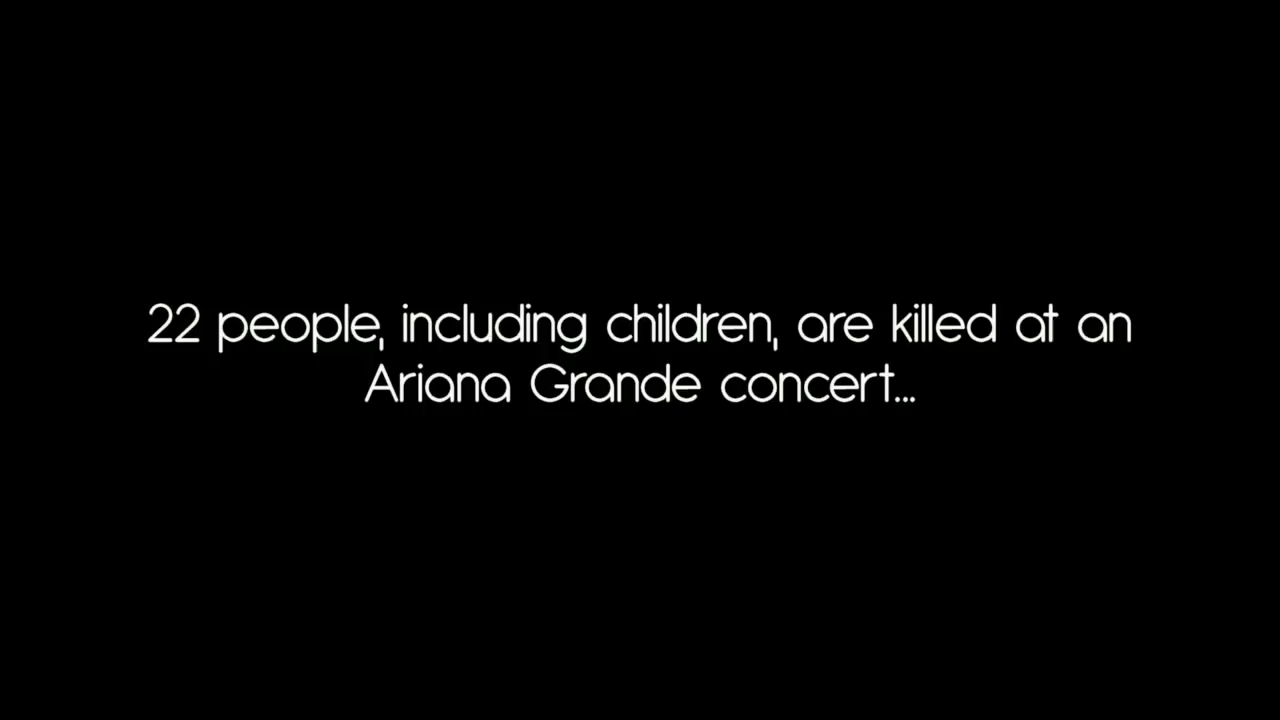 22 people, including children, are killed at an
Ariana Grande concert...